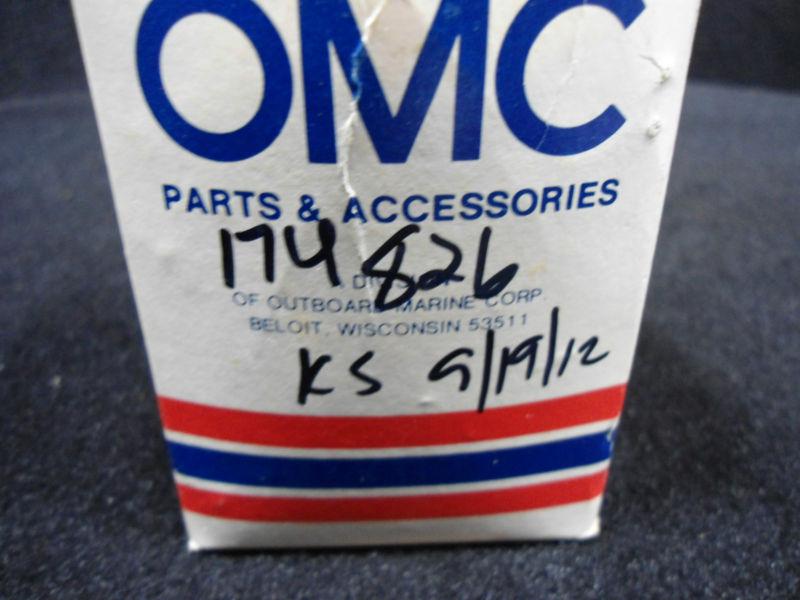 OMC
PARTS & ACCESSORIES
174826
A DIVISION
OF OUTBOARD MARINE CORP.
BELOIT, WISCONSIN 53511
KS 9/19/12